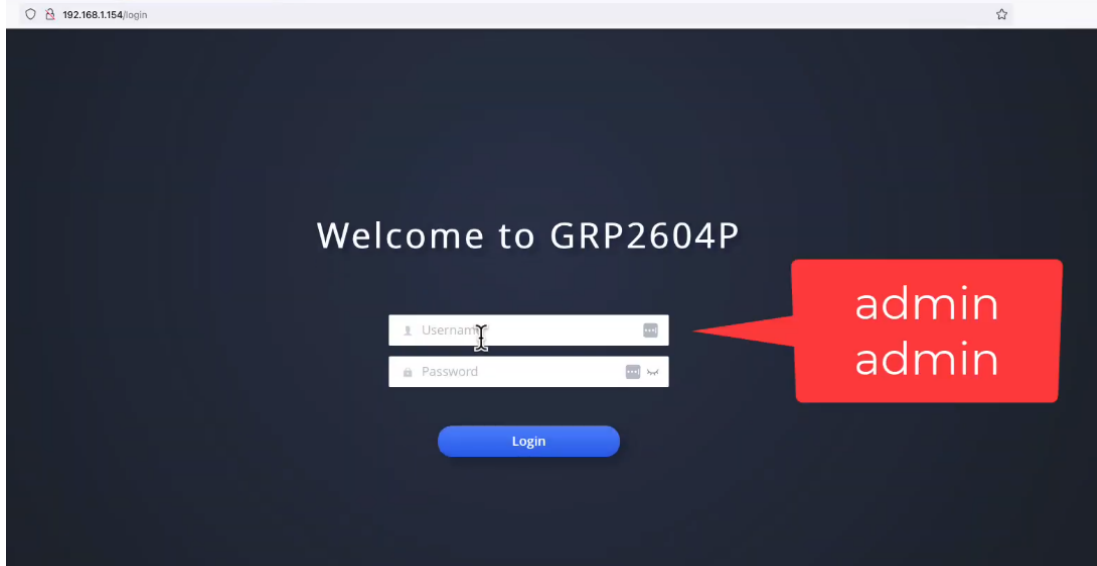 192.168.1.154/login
Welcome to GRP2604P
Username
Password
Login
admin
admin